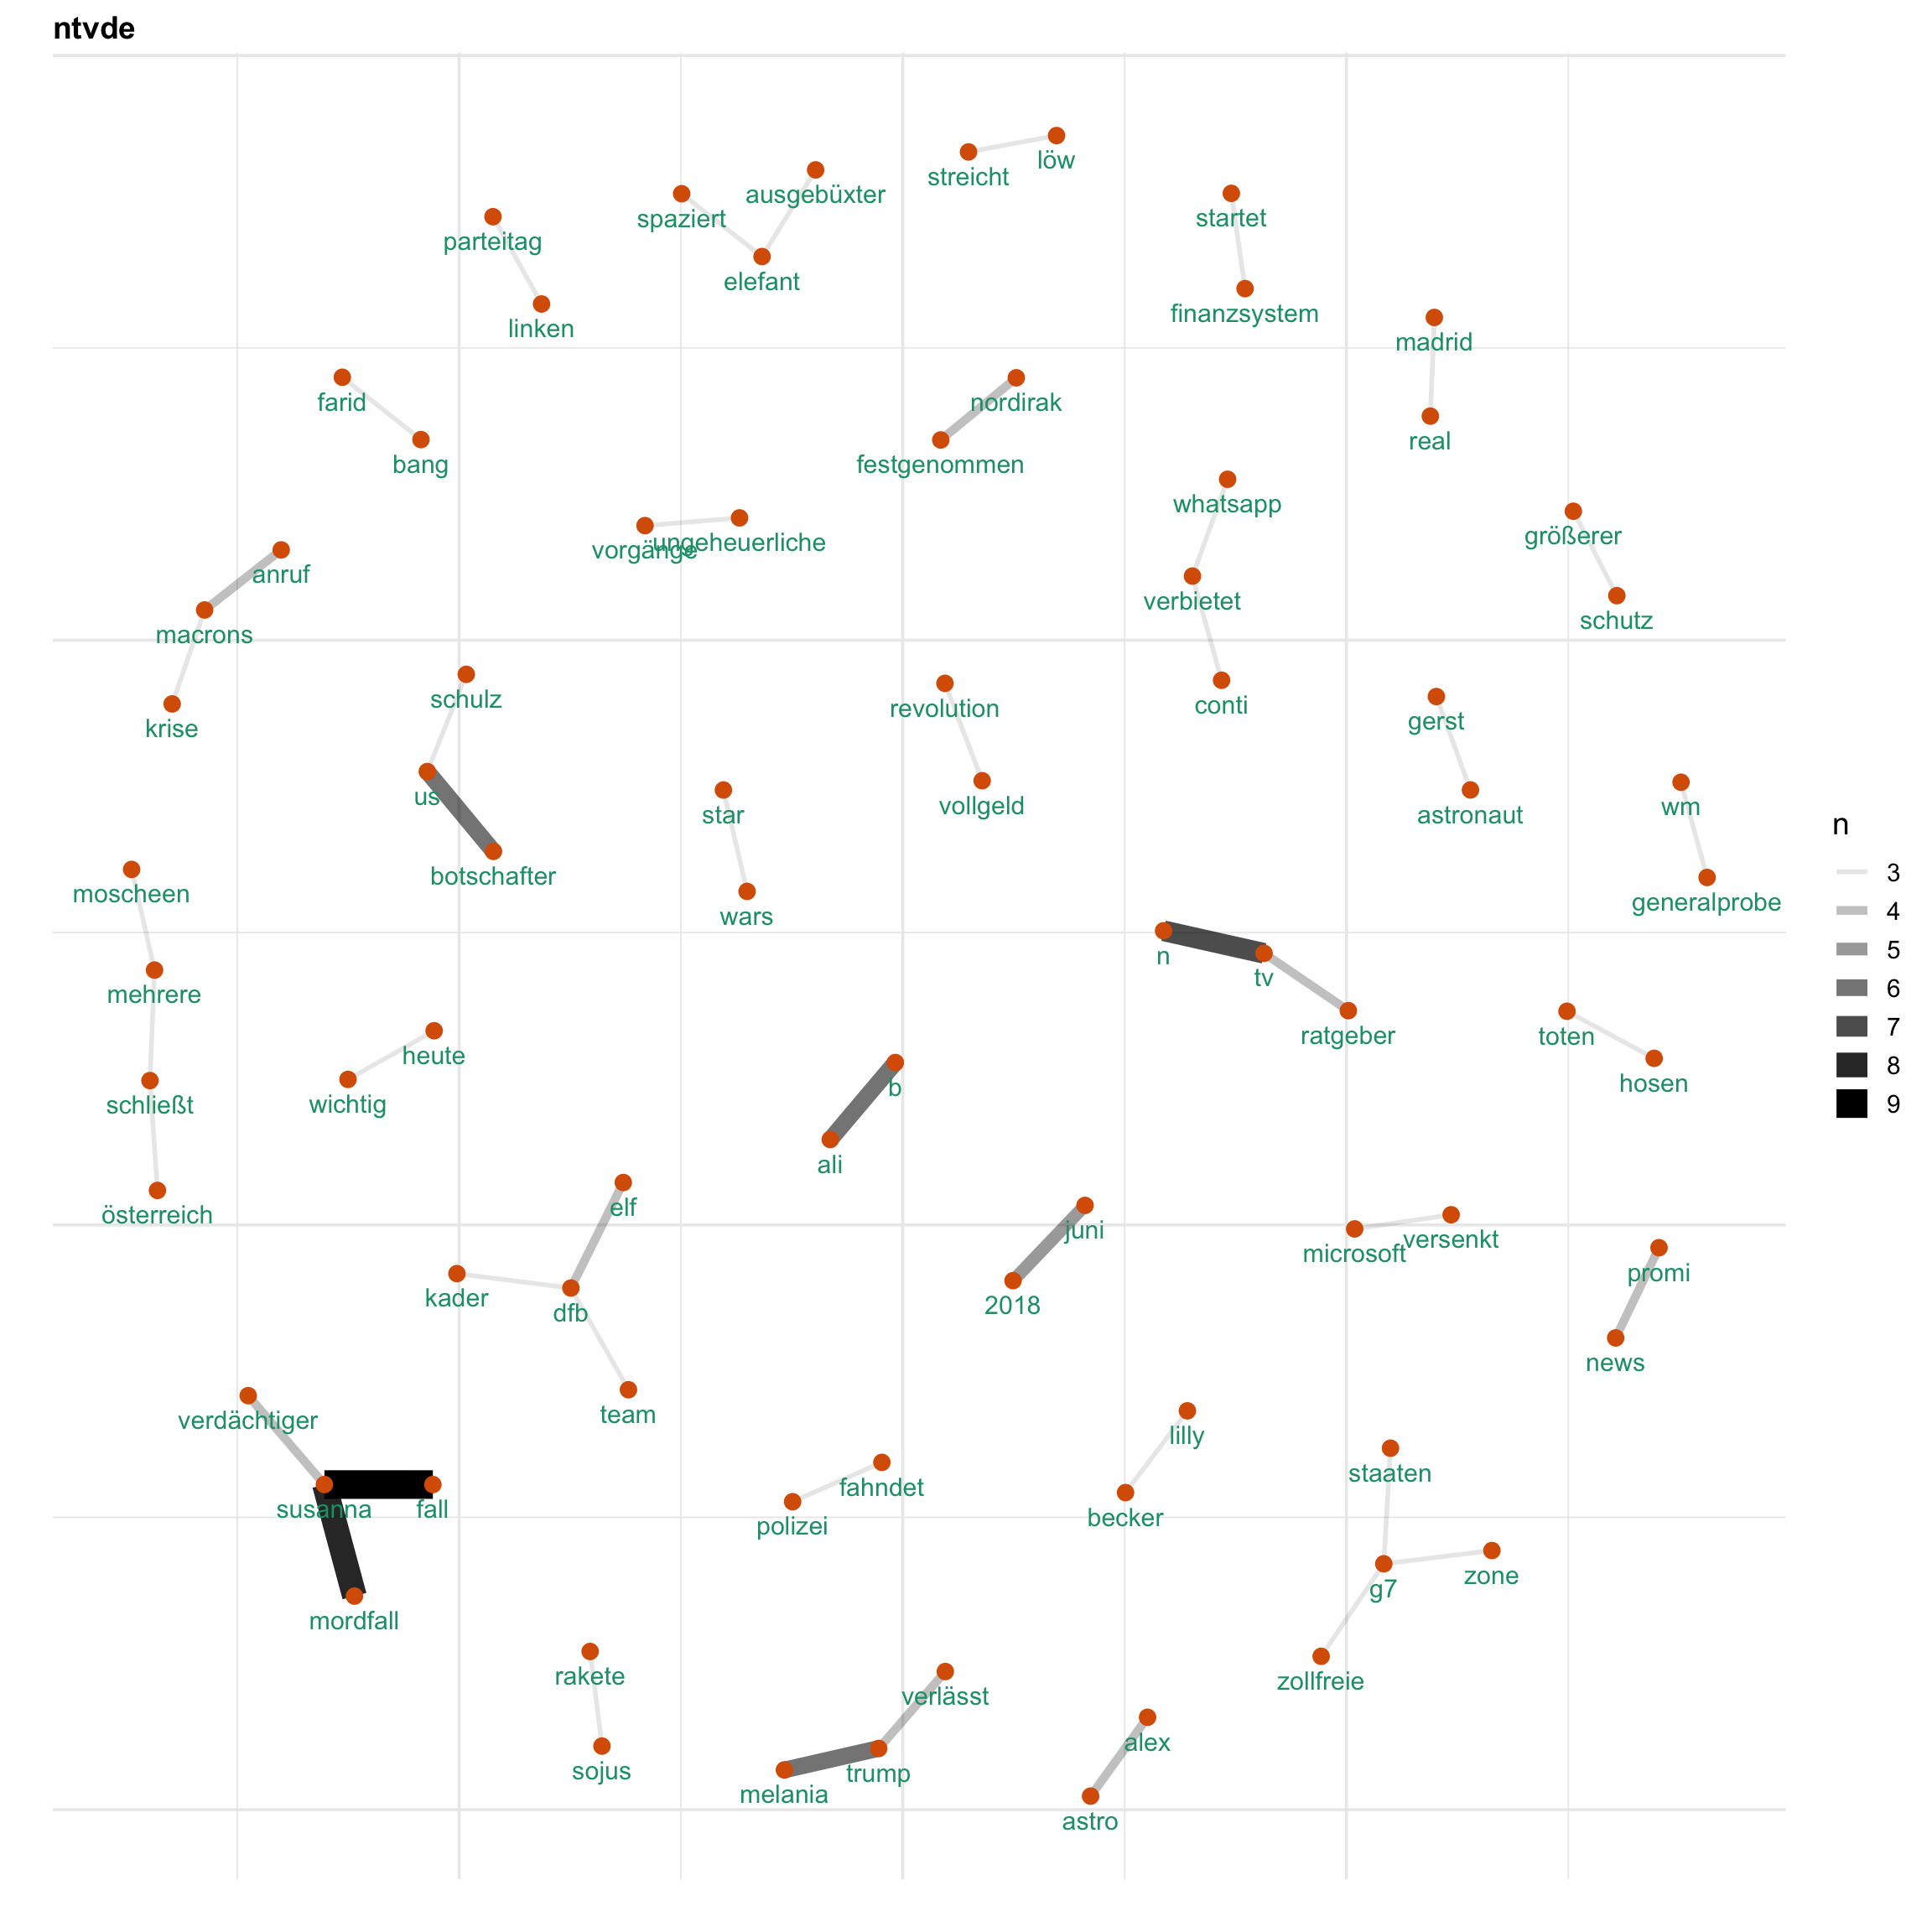 ntvde
löw
streicht
ausgebüxter
spaziert
startet
parteitag
elefant
finanzsystem
linken
madrid
farid
nordirak
real
bang
festgenommen
whatsapp
größerer
ungeheuerliche
vorgänge
anruf
verbietet
schutz
macrons
schulz
conti
revolution
gerst
krise
us
vollgeld
star
astronaut
wm
botschafter
moscheen
generalprobe
wars
n
tv
mehrere
ratgeber
toten
heute
hosen
b
wichtig
schließt
ali
elf
österreich
juni
versenkt
microsoft
promi
kader
2018
dfb
news
team
verdächtiger
lilly
staaten
fahndet
susanna
fall
becker
polizei
zone
g7
mordfall
rakete
zollfreie
verlässt
alex
sojus
trump
melania
astro
n
3
4
5
6
7
8
9